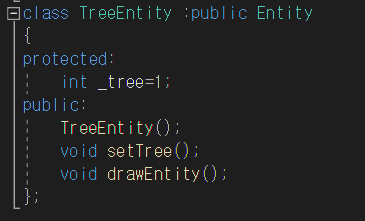 class TreeEntity :public Entity
{
protected:
    int _tree=1;
public:
    TreeEntity();
    void setTree();
    void drawEntity();
};